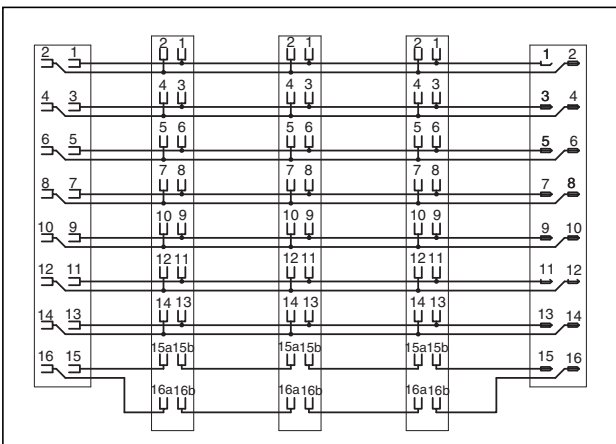 2 1 2 1 2 1 2 1 1 2
4 3 4 3 4 3 4 3 3 4
6 5 5 6 5 6 5 6 5 6
8 7 7 8 7 8 7 8 7 8
10 9 10 9 10 9 10 9 9 10
12 11 12 11 12 11 12 11 11 12
14 13 14 13 14 13 14 13 13 14
16 15 15a 15b 15a 15b 15a 15b 15 16
16a 16b 16a 16b 16a 16b